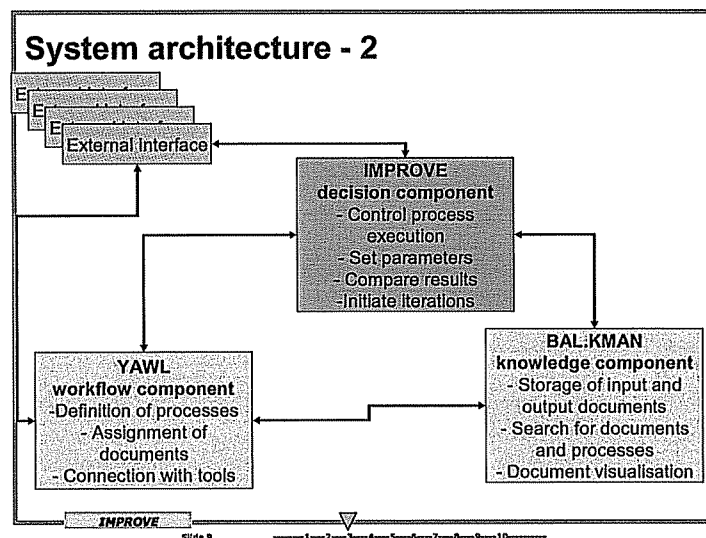 System architecture - 2
External Interface
IMPROVE
decision component
- Control process
execution
- Set parameters
- Compare results
-Initiate iterations
YAWL
workflow component
-Definition of processes
- Assignment of
documents
- Connection with tools
BAL.KMAN
knowledge component
- Storage of input and
output documents
- Search for documents
and processes
- Document visualisation
IMPROVE
Slide 9